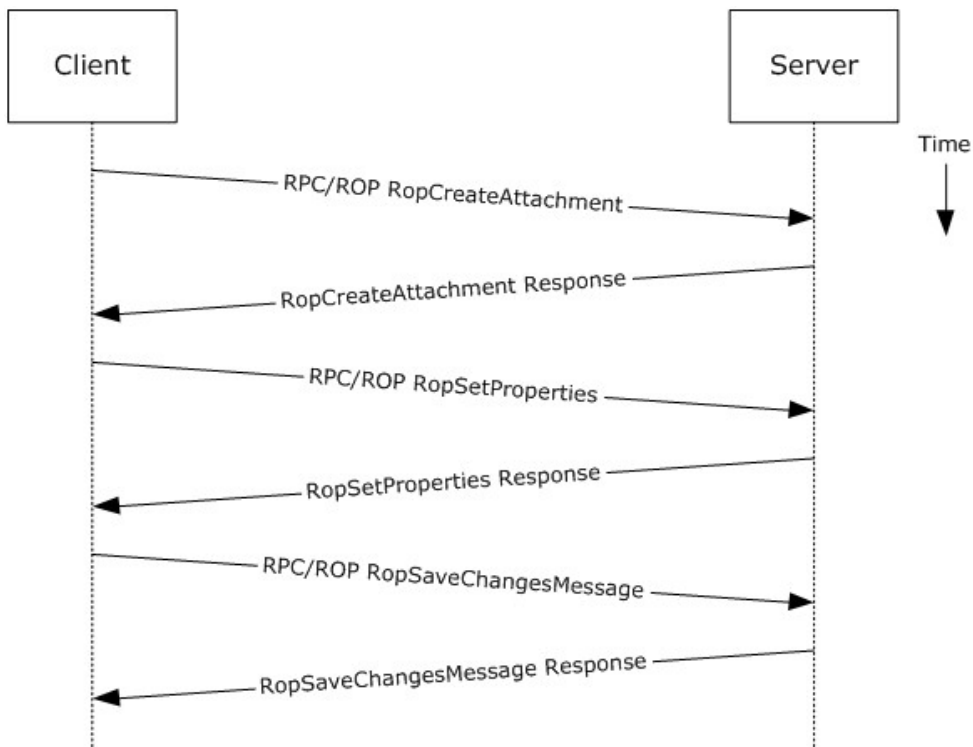 Client
Server
Time
RPC/ROP RopCreateAttachment
RopCreateAttachment Response
RPC/ROP RopSetProperties
RopSetProperties Response
RPC/ROP RopSaveChangesMessage
RopSaveChangesMessage Response